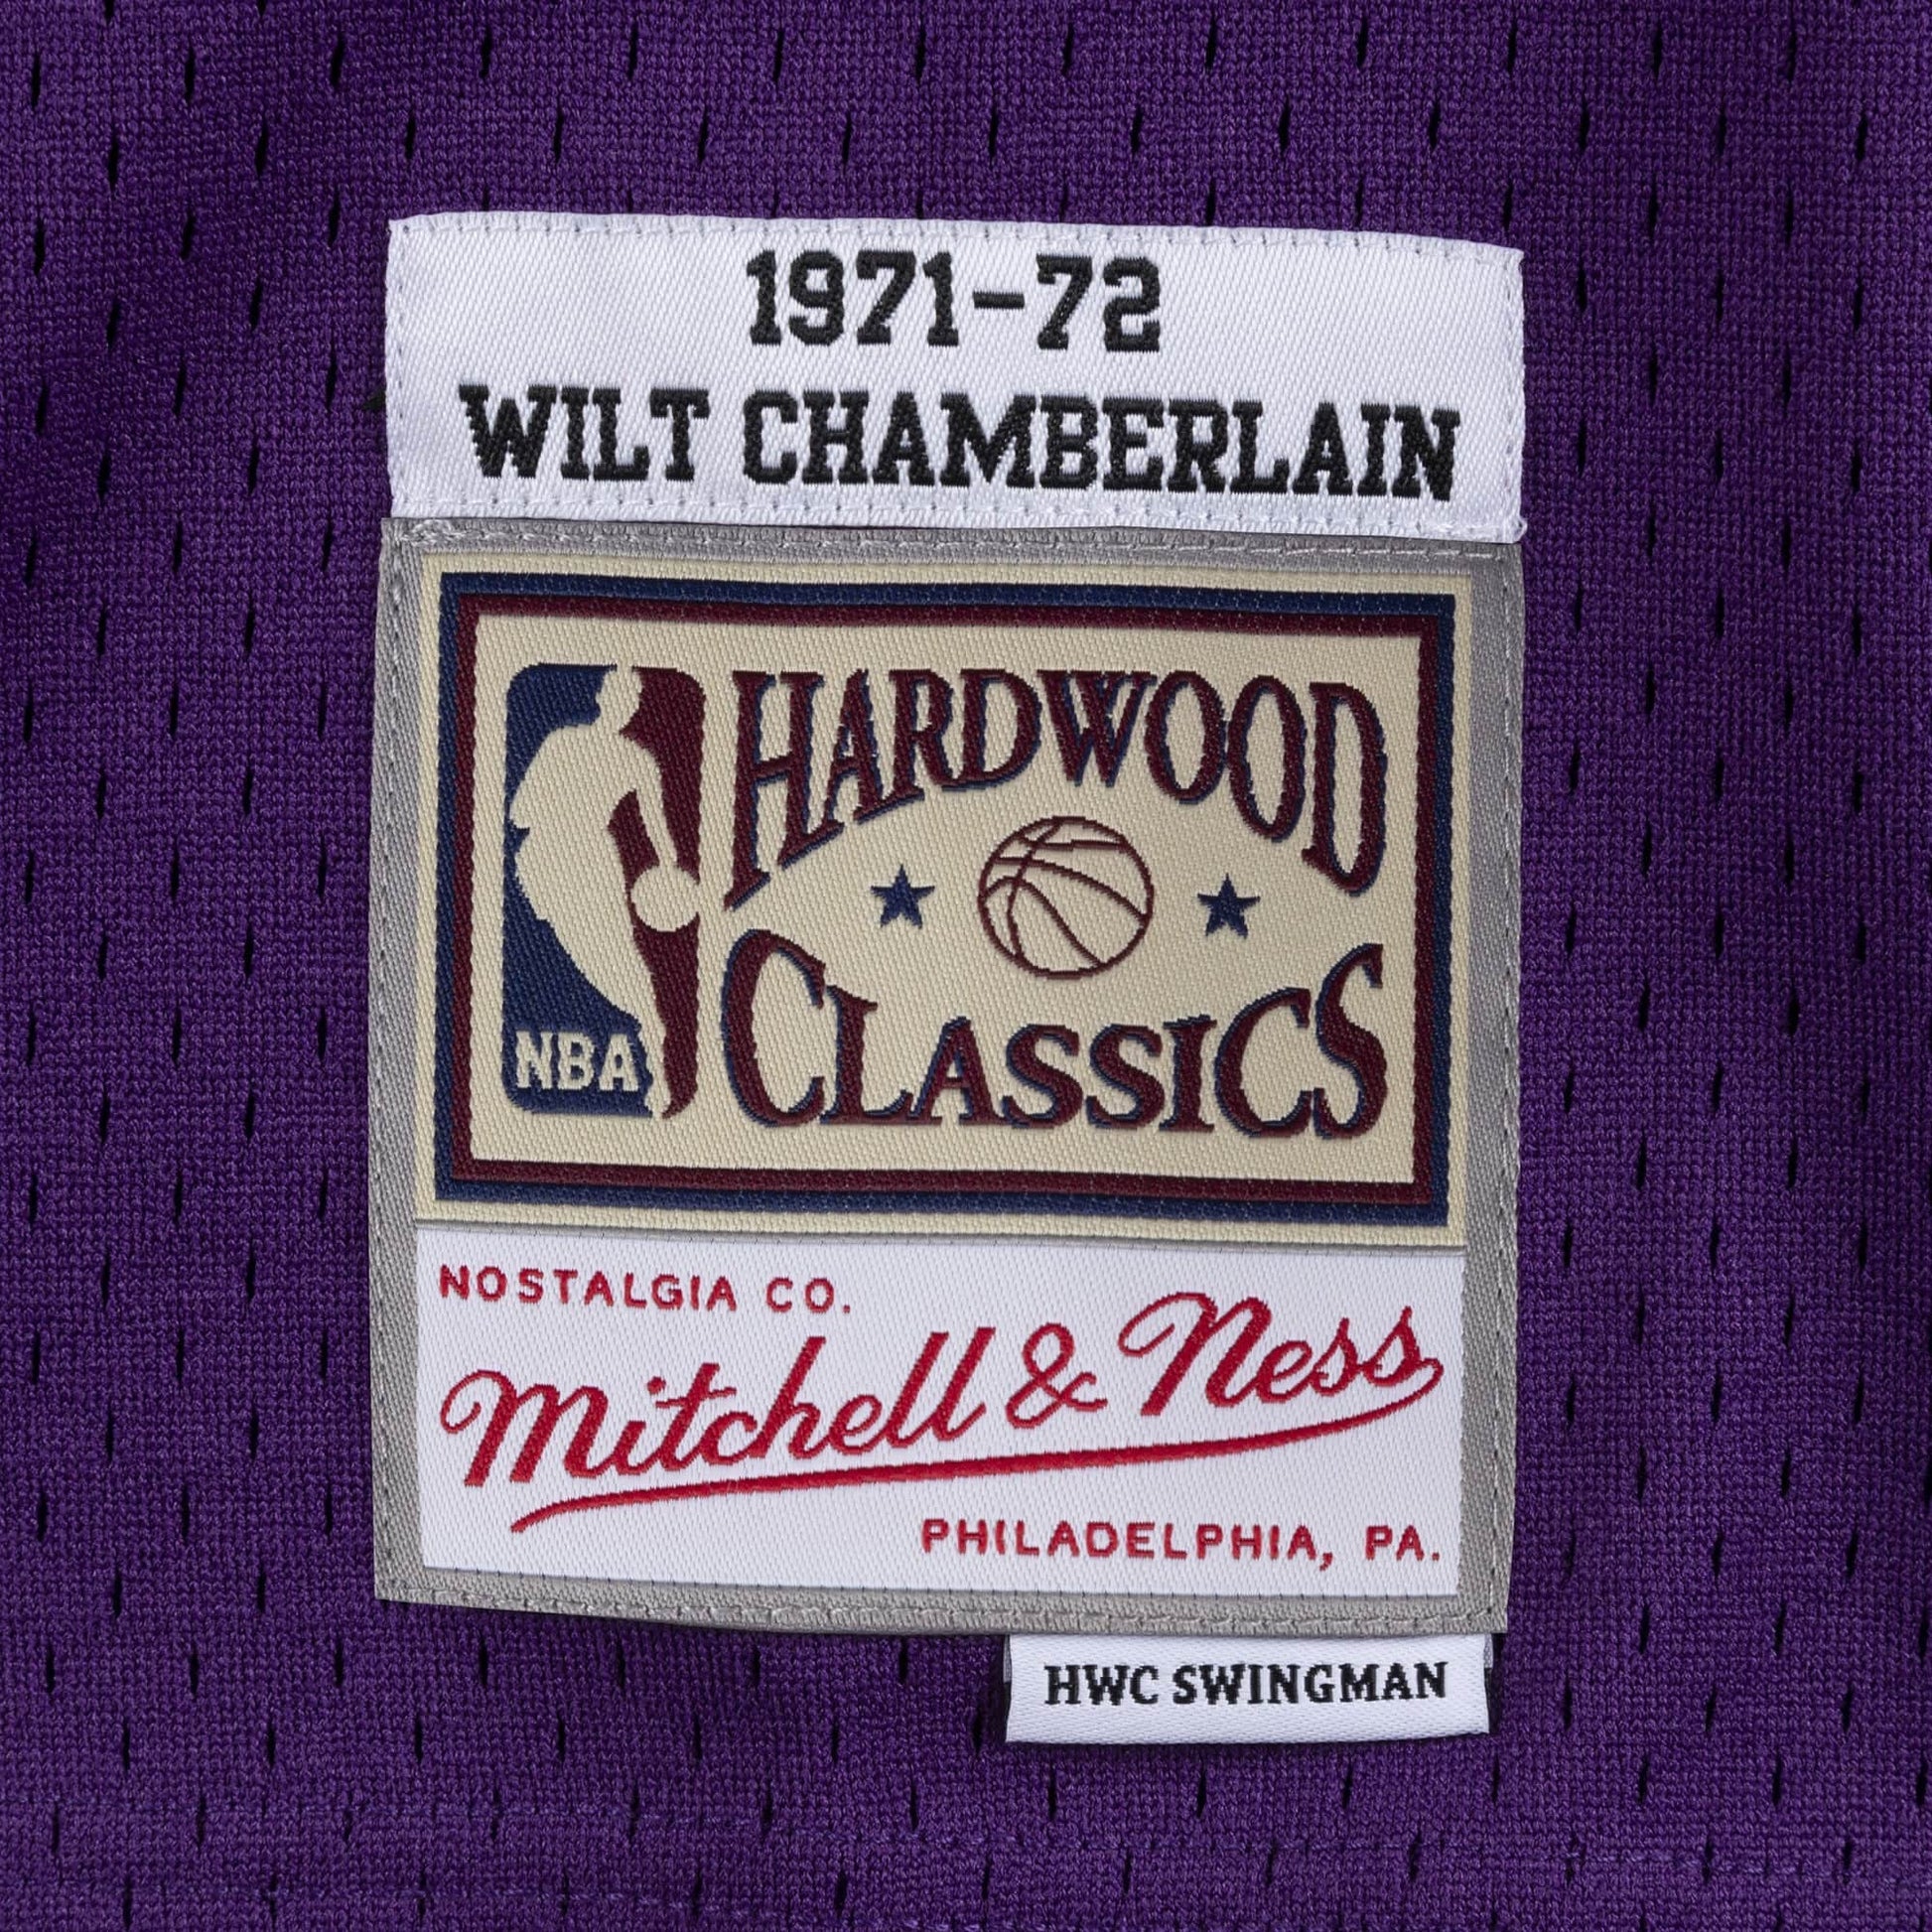 1971-72
WILT CHAMBERLAIN
HARDWOOD
CLASSICS
NBA
NOSTALGIA CO.
Mitchell & Ness
PHILADELPHIA, PA.
HWC SWINGMAN